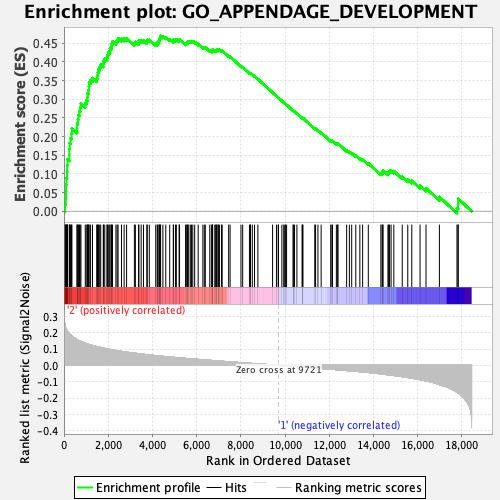 Enrichment plot: GO_APPENDAGE_DEVELOPMENT
Enrichment score (ES)
0.45
0.40
0.35
0.30
0.25
0.20
0.15
0.10
0.05
0.00
'2' (positively correlated)
Ranked list metric (Signal2Noise)
0.3
0.2
0.1
0.0
-0.1
-0.2
-0.3
-0.4
Zero cross at 9721
'1' (negatively correlated)
0 2,000 4,000 6,000 8,000 10,000 12,000 14,000 16,000 18,000
Rank in Ordered Dataset
Enrichment profile Hits Ranking metric scores